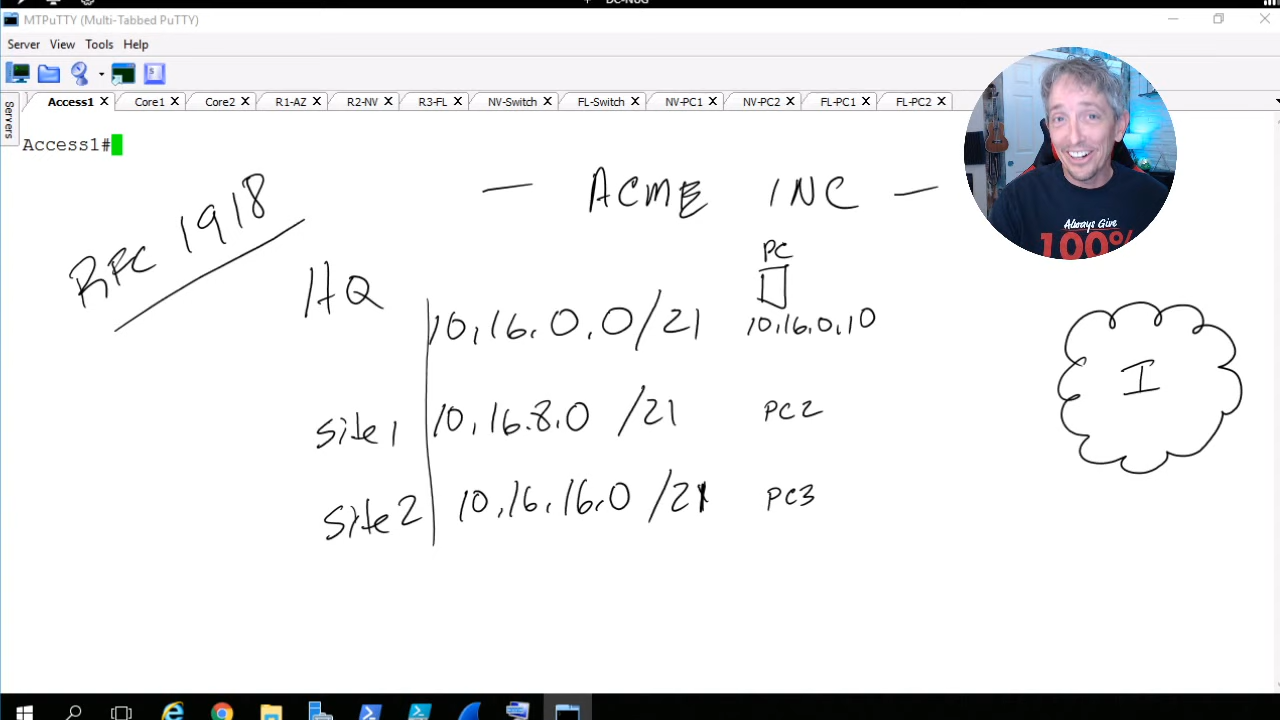 DC-NUG
MTPuTTY (Multi-Tabbed PuTTY)
Server View Tools Help
Servers
Access1 Core1 Core2 R1-AZ R2-NV R3-FL NV-Switch FL-Switch NV-PC1 NV-PC2 FL-PC1 FL-PC2
Access1#
RFC 1918
— ACME INC —
Always Give
100%
PC
HQ 10.16.0.0/21 10.16.0.10
I
site1 10.16.8.0 /21 PC2
site2 10.16.16.0 /21 PC3